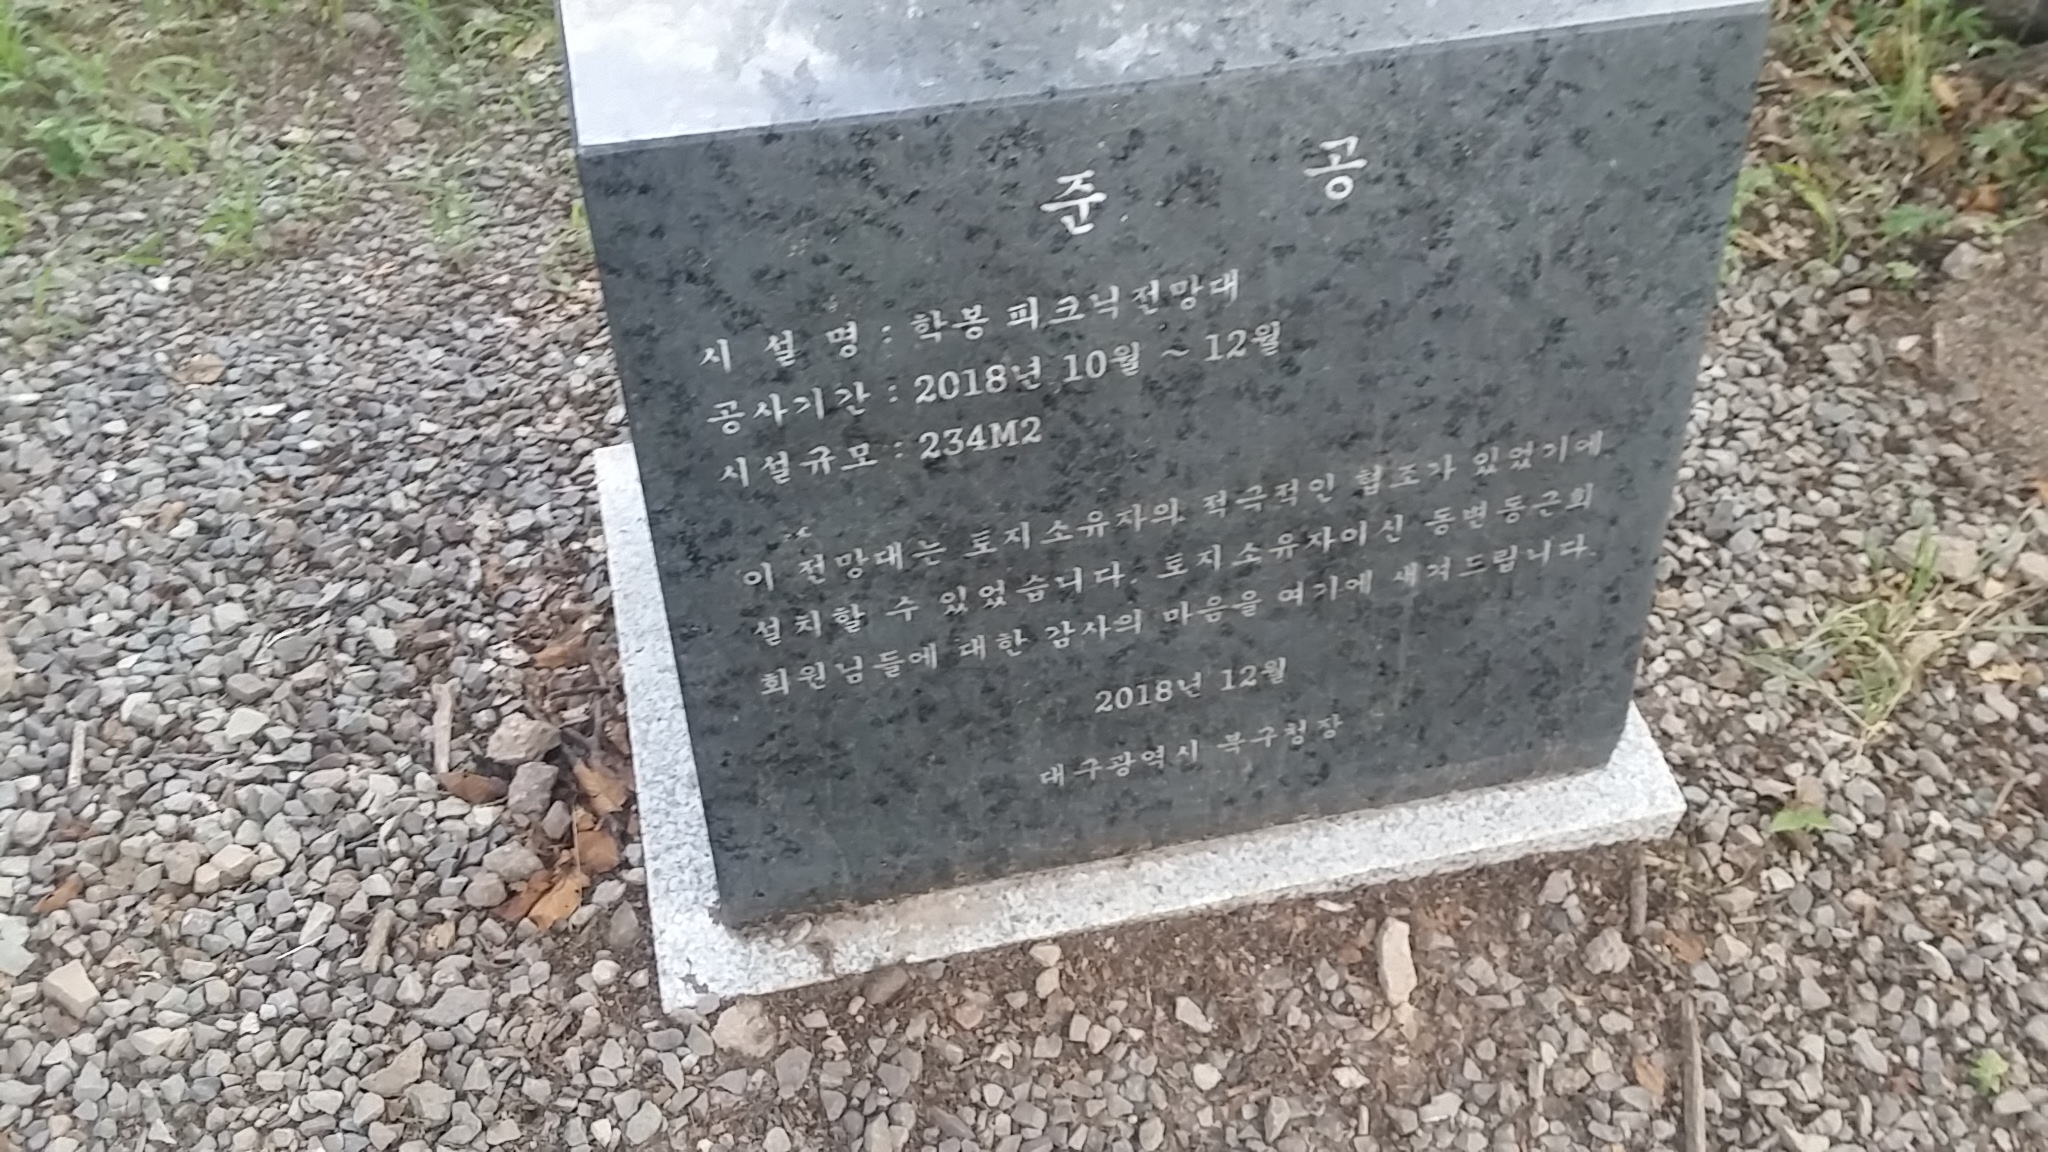 준 공
시 설 명 : 학봉 피크닉전망대
공사기간 : 2018년 10월 ~ 12월
시설규모 : 234M2
이 전망대는 토지소유자의 적극적인 협조가 있었기에
설치할 수 있었습니다. 토지소유자이신 동변동근회
회원님들에 대한 감사의 마음을 여기에 새겨드립니다.
2018년 12월
대구광역시 북구청장